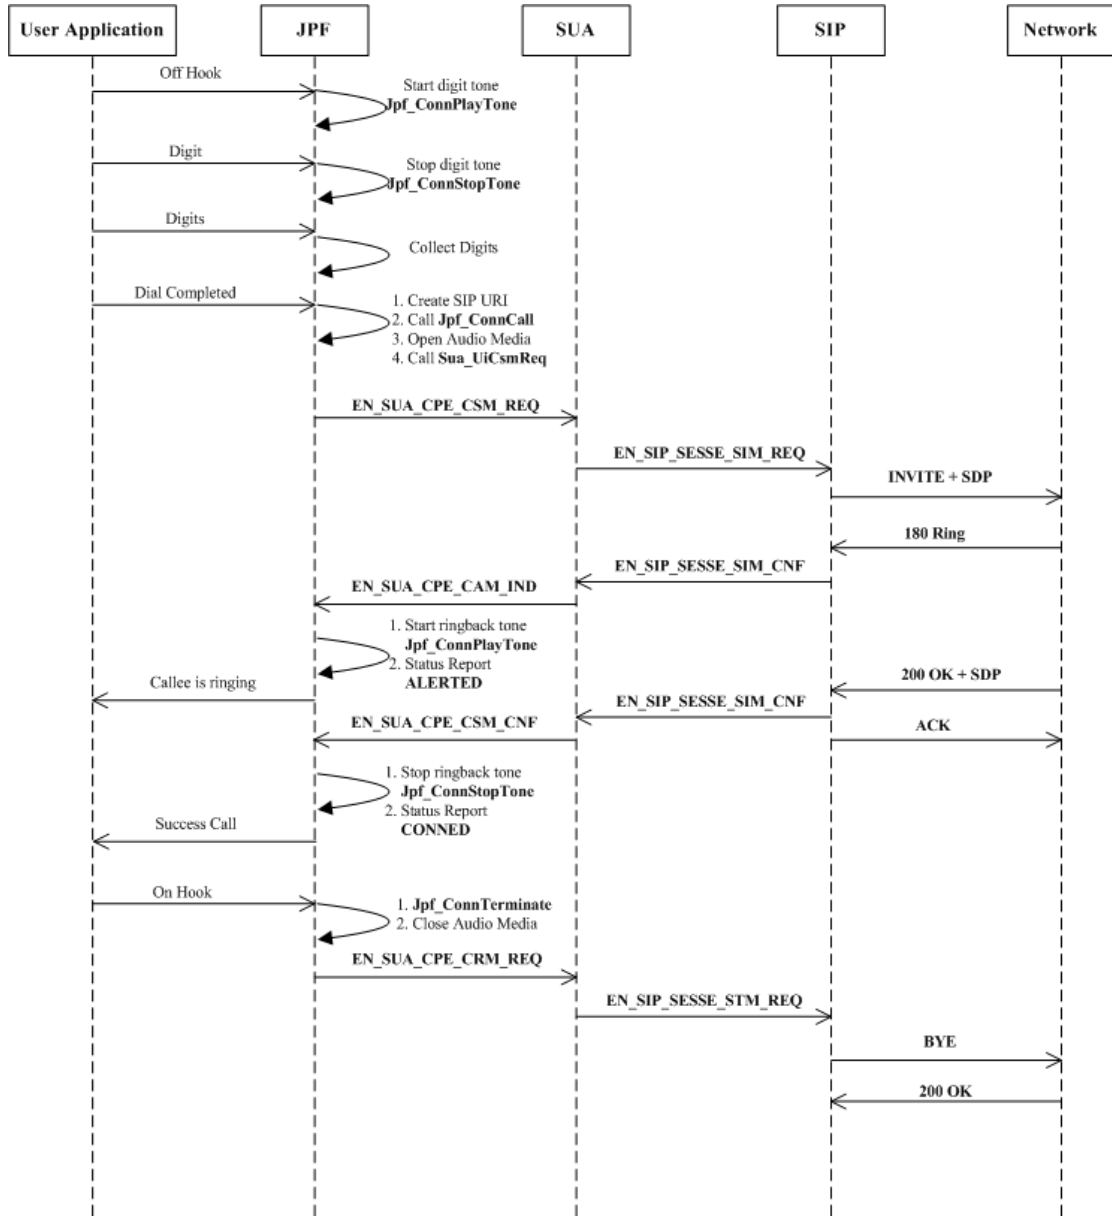 User Application
JPF
SUA
SIP
Network
Off Hook
Start digit tone
Jpf_ConnPlayTone
Digit
Stop digit tone
Jpf_ConnStopTone
Digits
Collect Digits
Dial Completed
1. Create SIP URI
2. Call Jpf_ConnCall
3. Open Audio Media
4. Call Sua_UiCsmReq
EN_SUA_CPE_CSM_REQ
EN_SIP_SESSE_SIM_REQ
INVITE + SDP
180 Ring
EN_SIP_SESSE_SIM_CNF
EN_SUA_CPE_CAM_IND
1. Start ringback tone
Jpf_ConnPlayTone
2. Status Report
ALERTED
Callee is ringing
200 OK + SDP
EN_SIP_SESSE_SIM_CNF
EN_SUA_CPE_CSM_CNF
ACK
1. Stop ringback tone
Jpf_ConnStopTone
2. Status Report
CONNED
Success Call
On Hook
1. Jpf_ConnTerminate
2. Close Audio Media
EN_SUA_CPE_CRM_REQ
EN_SIP_SESSE_STM_REQ
BYE
200 OK